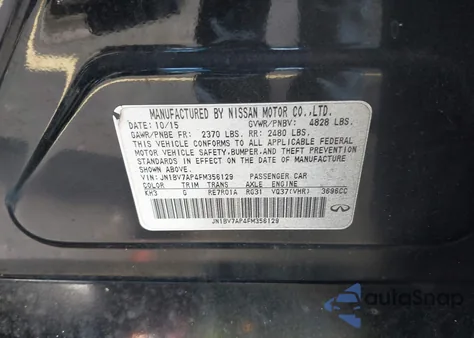 MANUFACTURED BY NISSAN MOTOR CO.,LTD.
DATE: 10/15 GVWR/PNBV: 4828 LBS.
GAWR/PNBE FR: 2370 LBS. RR: 2480 LBS.
THIS VEHICLE CONFORMS TO ALL APPLICABLE FEDERAL
MOTOR VEHICLE SAFETY,BUMPER,AND THEFT PREVENTION
STANDARDS IN EFFECT ON THE DATE OF MANUFACTURE
SHOWN ABOVE.
VIN: JN1BV7AP4FM356129 PASSENGER CAR
COLOR TRIM TRANS AXLE ENGINE
KH3 G RE7R01A RG31 VQ37(VHR) 3696CC
JN1BV7AP4FM356129
autoSnap